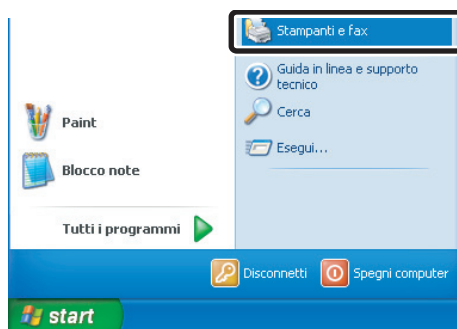 Stampanti e fax
Guida in linea e supporto
tecnico
Cerca
Esegui...
Paint
Blocco note
Tutti i programmi
Disconnetti
Spegni computer
start